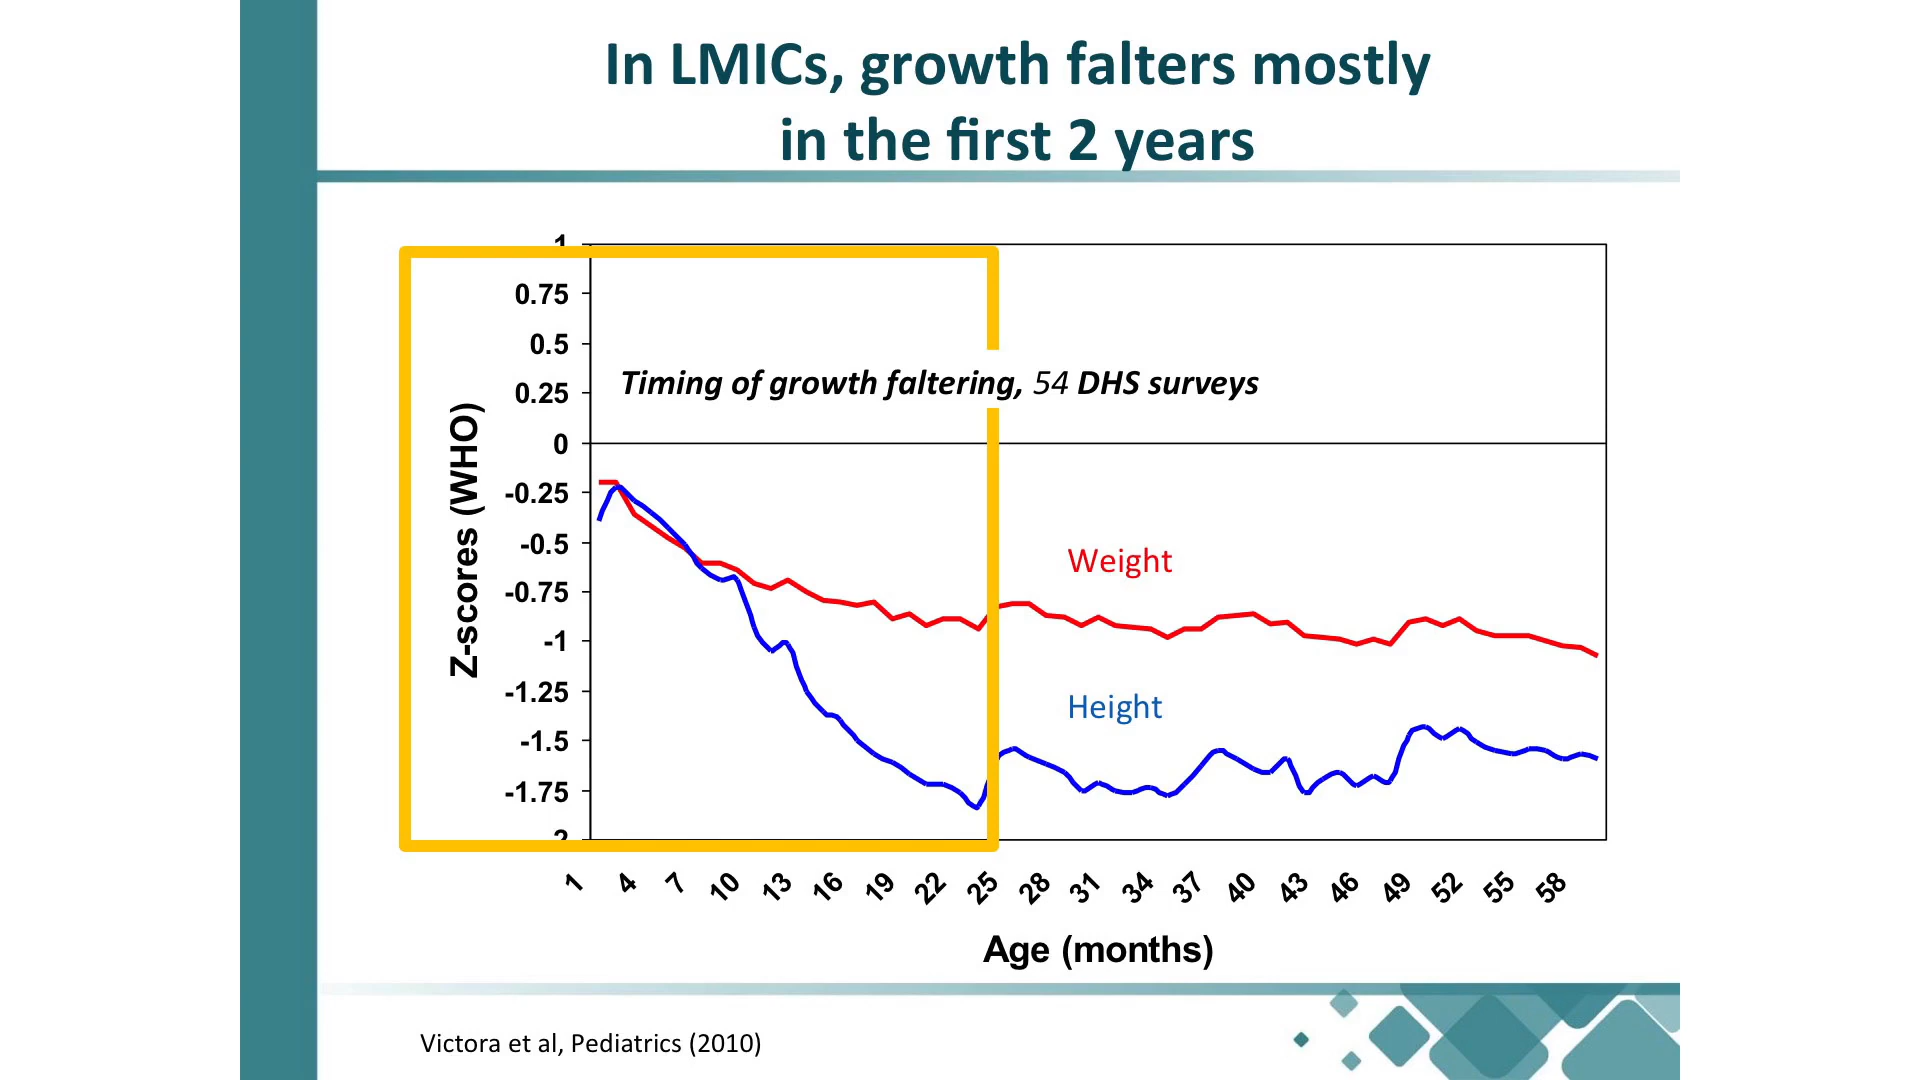 In LMICs, growth falters mostly
in the first 2 years
0.75
0.5
Timing of growth faltering, 54 DHS surveys
0.25
0
-0.25
-0.5
-0.75
-1
-1.25
-1.5
-1.75
Z-scores (WHO)
Weight
Height
1 4 7 10 13 16 19 22 25 28 31 34 37 40 43 46 49 52 55 58
Age (months)
Victora et al, Pediatrics (2010)